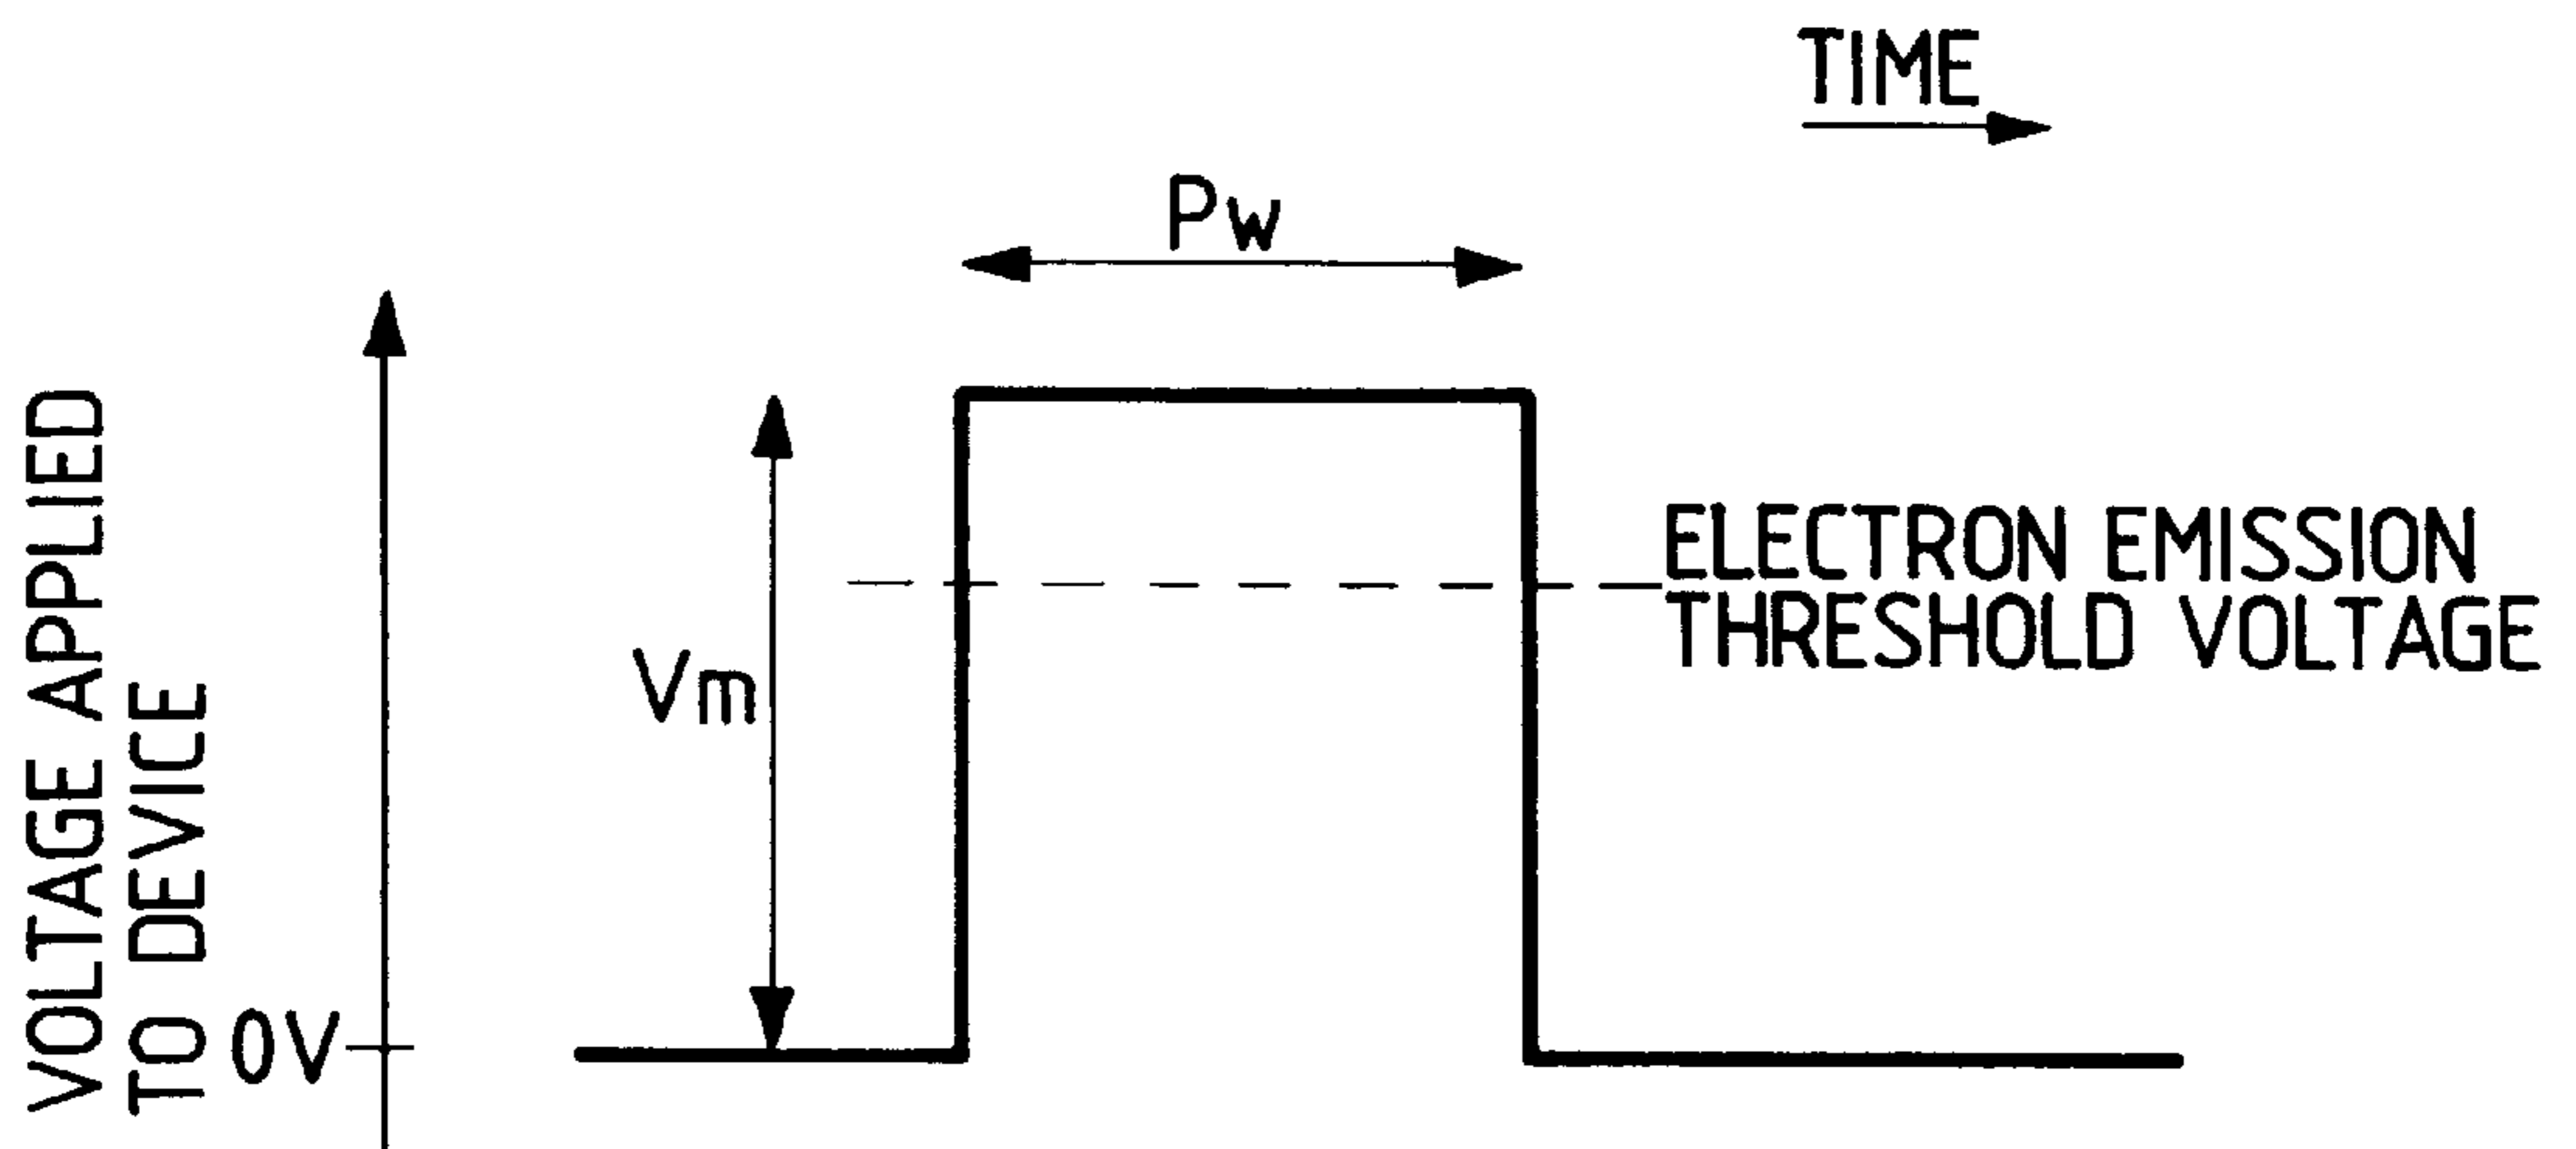 TIME
Pw
VOLTAGE APPLIED
TO DEVICE
Vm
ELECTRON EMISSION
THRESHOLD VOLTAGE
0V